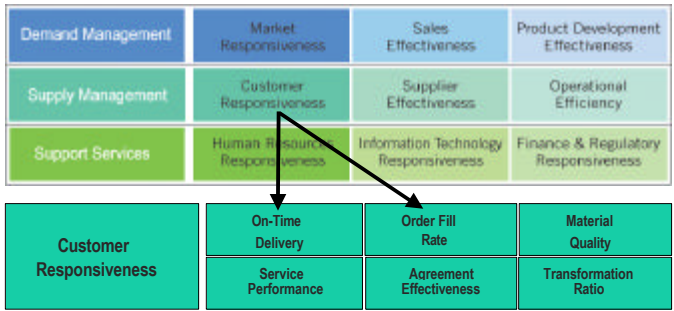 Demand Management
Market
Responsiveness
Sales
Effectiveness
Product Development
Effectiveness
Supply Management
Customer
Responsiveness
Supplier
Effectiveness
Operational
Efficiency
Support Services
Human Resources
Responsiveness
Information Technology
Responsiveness
Finance & Regulatory
Responsiveness
Customer
Responsiveness
On-Time
Delivery
Order Fill
Rate
Material
Quality
Service
Performance
Agreement
Effectiveness
Transformation
Ratio